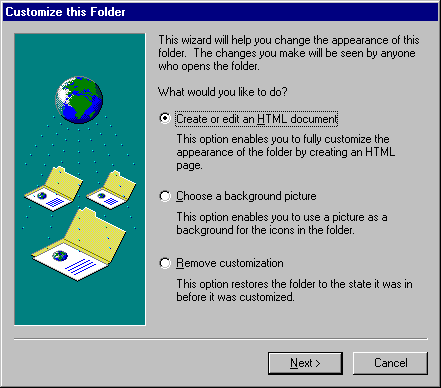 Customize this Folder
This wizard will help you change the appearance of this
folder. The changes you make will be seen by anyone
who opens the folder.
What would you like to do?
Create or edit an HTML document
This option enables you to fully customize the
appearance of the folder by creating an HTML
page.
Choose a background picture
This option enables you to use a picture as a
background for the icons in the folder.
Remove customization
This option restores the folder to the state it was in
before it was customized.
Next >
Cancel